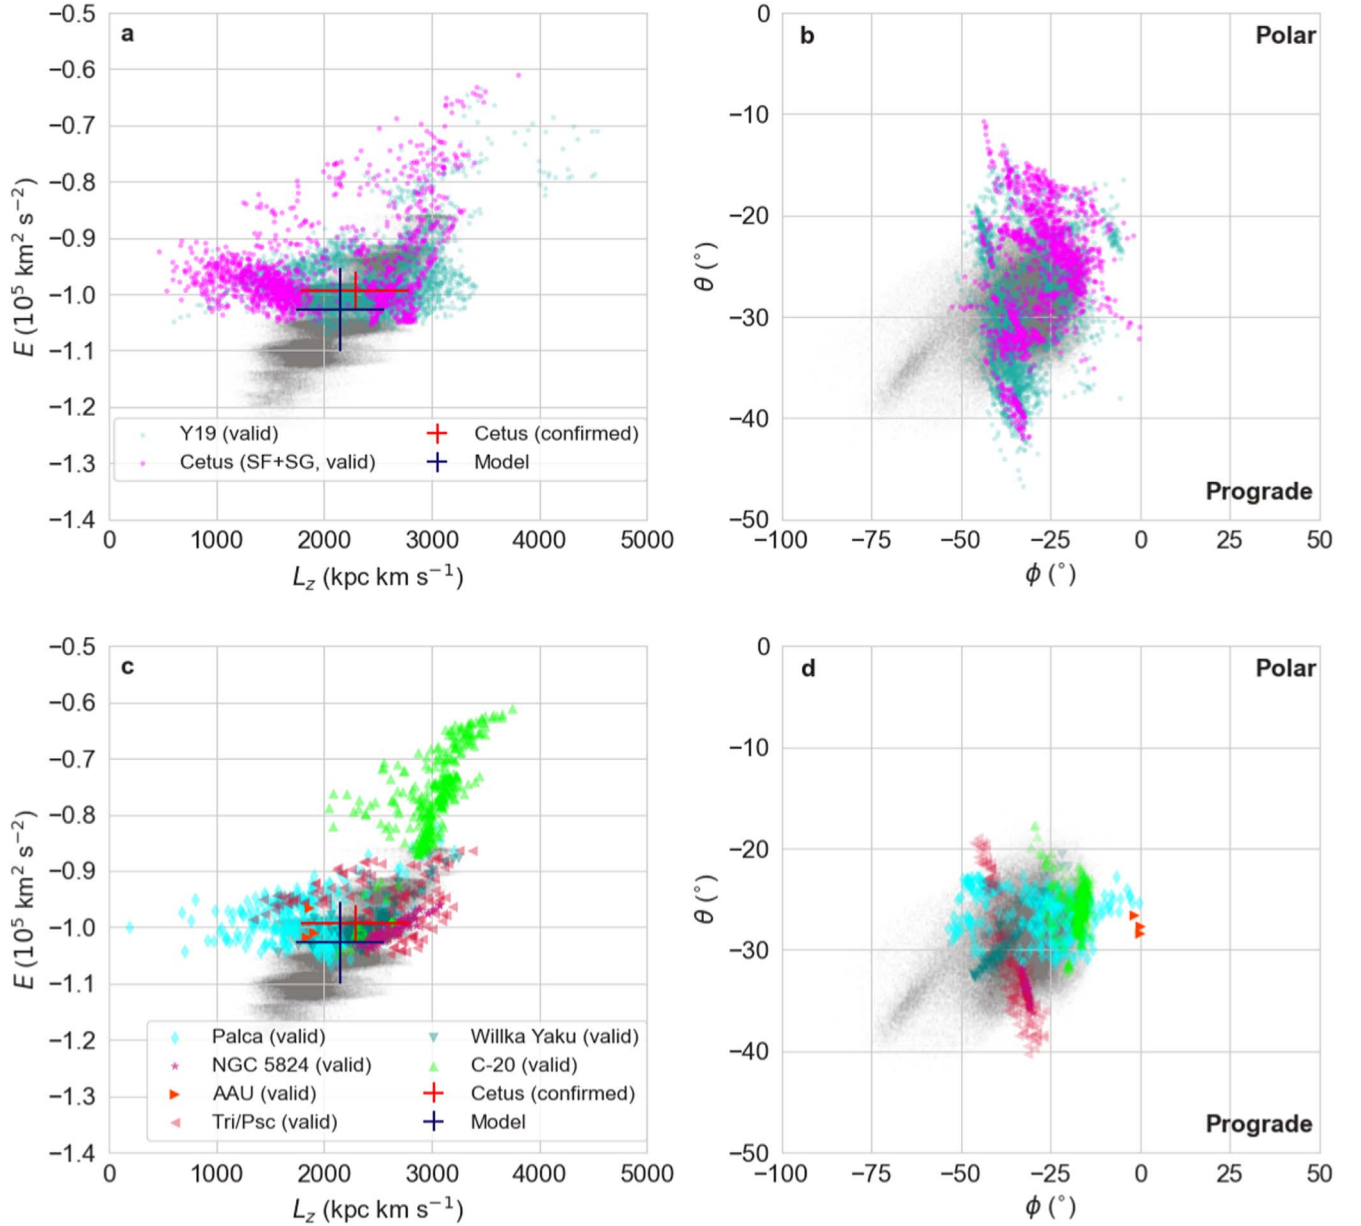 a
−0.5
−0.6
−0.7
−0.8
−0.9
−1.0
−1.1
−1.2
−1.3
−1.4
E (10⁵ km² s⁻²)
Y19 (valid)
Cetus (SF+SG, valid)
Cetus (confirmed)
Model
0 1000 2000 3000 4000 5000
L_z (kpc km s⁻¹)
b
Polar
0
−10
−20
−30
−40
−50
θ (°)
Prograde
−100 −75 −50 −25 0 25 50
ϕ (°)
c
−0.5
−0.6
−0.7
−0.8
−0.9
−1.0
−1.1
−1.2
−1.3
−1.4
E (10⁵ km² s⁻²)
Palca (valid)
NGC 5824 (valid)
AAU (valid)
Tri/Psc (valid)
Willka Yaku (valid)
C-20 (valid)
Cetus (confirmed)
Model
0 1000 2000 3000 4000 5000
L_z (kpc km s⁻¹)
d
Polar
0
−10
−20
−30
−40
−50
θ (°)
Prograde
−100 −75 −50 −25 0 25 50
ϕ (°)